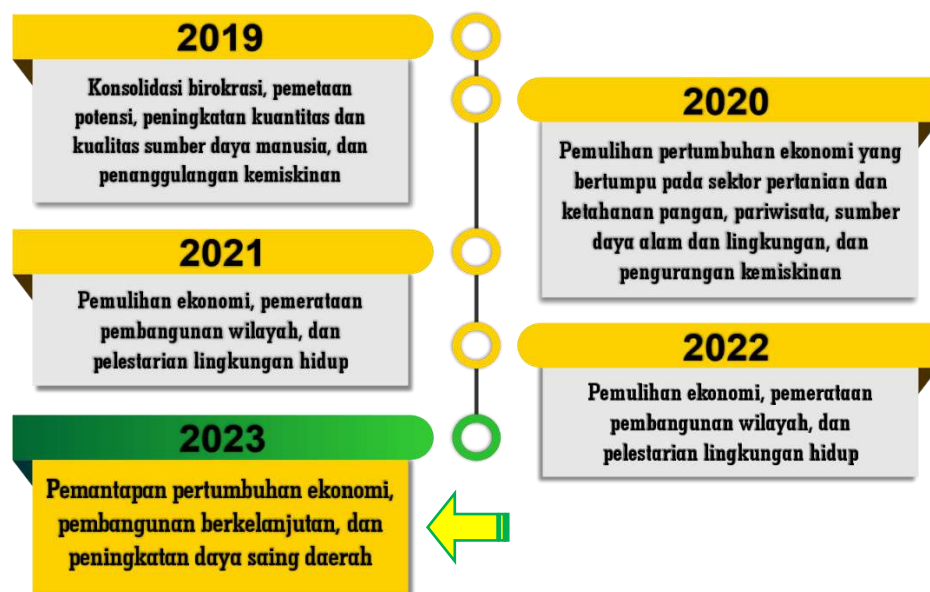 2019
Konsolidasi birokrasi, pemetaan
potensi, peningkatan kuantitas dan
kualitas sumber daya manusia, dan
penanggulangan kemiskinan
2020
Pemulihan pertumbuhan ekonomi yang
bertumpu pada sektor pertanian dan
ketahanan pangan, pariwisata, sumber
daya alam dan lingkungan, dan
pengurangan kemiskinan
2021
Pemulihan ekonomi, pemerataan
pembangunan wilayah, dan
pelestarian lingkungan hidup
2022
Pemulihan ekonomi, pemerataan
pembangunan wilayah, dan
pelestarian lingkungan hidup
2023
Pemantapan pertumbuhan ekonomi,
pembangunan berkelanjutan, dan
peningkatan daya saing daerah